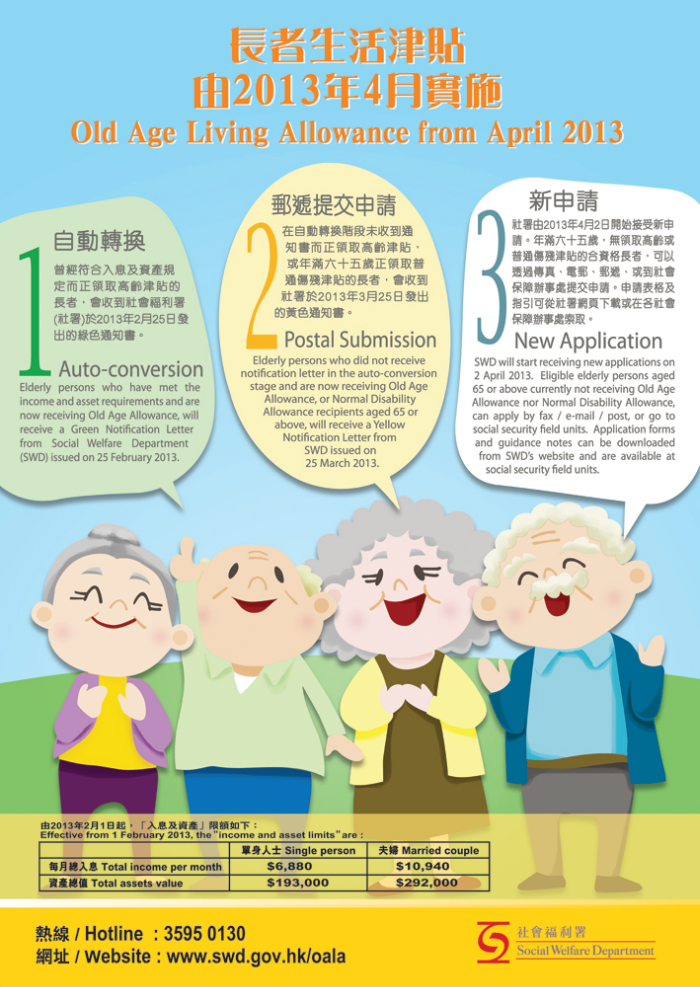 長者生活津貼
由2013年4月實施
Old Age Living Allowance from April 2013
1
自動轉換
曾經符合入息及資產規
定而正領取高齡津貼的
長者，會收到社會福利署
(社署)於2013年2月25日發
出的綠色通知書。
Auto-conversion
Elderly persons who have met the
income and asset requirements and are
now receiving Old Age Allowance, will
receive a Green Notification Letter
from Social Welfare Department
(SWD) issued on 25 February 2013.
2
郵遞提交申請
在自動轉換階段未收到通
知書而正領取高齡津貼，
或年滿六十五歲正領取普
通傷殘津貼的長者，會收到
社署於2013年3月25日發出
的黃色通知書。
Postal Submission
Elderly persons who did not receive
notification letter in the auto-conversion
stage and are now receiving Old Age
Allowance, or Normal Disability
Allowance recipients aged 65 or
above, will receive a Yellow
Notification Letter from
SWD issued on
25 March 2013.
3
新申請
社署由2013年4月2日開始接受新申
請。年滿六十五歲，無領取高齡或
普通傷殘津貼的合資格長者，可以
透過傳真、電郵、郵遞、或到社會
保障辦事處提交申請。申請表格及
指引可從社署網頁下載或在各社會
保障辦事處索取。
New Application
SWD will start receiving new applications on
2 April 2013. Eligible elderly persons aged
65 or above currently not receiving Old Age
Allowance nor Normal Disability Allowance,
can apply by fax / e-mail / post, or go to
social security field units. Application forms
and guidance notes can be downloaded
from SWD's website and are available at
social security field units.
由2013年2月1日起，「入息及資產」限額如下：
Effective from 1 February 2013, the "income and asset limits" are :
單身人士 Single person 夫婦 Married couple
每月總入息 Total income per month $6,880 $10,940
資產總值 Total assets value $193,000 $292,000
熱線 / Hotline : 3595 0130
網址 / Website : www.swd.gov.hk/oala
社會福利署
Social Welfare Department